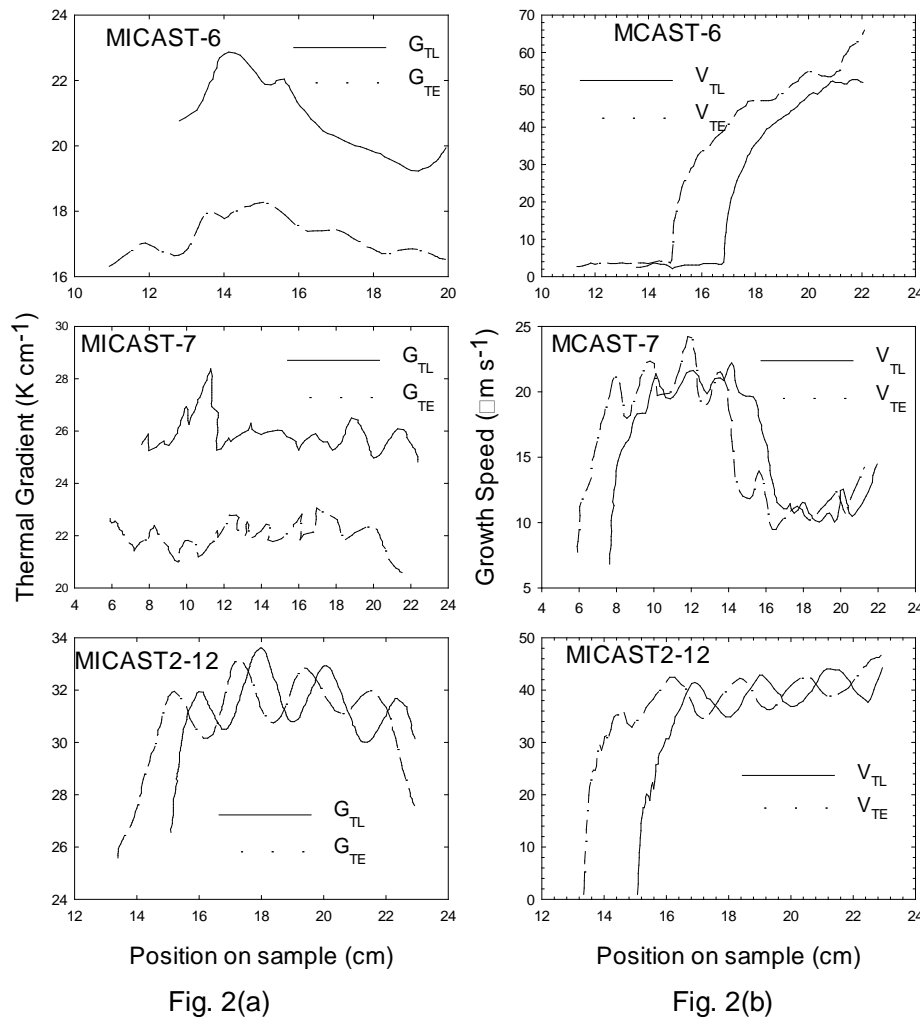 MICAST-6
G_TL
G_TE
24
22
20
18
16
10 12 14 16 18 20
MCAST-6
V_TL
V_TE
70
60
50
40
30
20
10
0
10 12 14 16 18 20 22 24
MICAST-7
G_TL
G_TE
30
28
26
24
22
20
4 6 8 10 12 14 16 18 20 22 24
MCAST-7
V_TL
V_TE
25
20
15
10
5
4 6 8 10 12 14 16 18 20 22 24
MICAST2-12
G_TL
G_TE
34
32
30
28
26
24
12 14 16 18 20 22 24
MICAST2-12
V_TL
V_TE
50
40
30
20
10
0
12 14 16 18 20 22 24
Thermal Gradient (K cm⁻¹)
Growth Speed (□m s⁻¹)
Position on sample (cm)
Position on sample (cm)
Fig. 2(a)
Fig. 2(b)